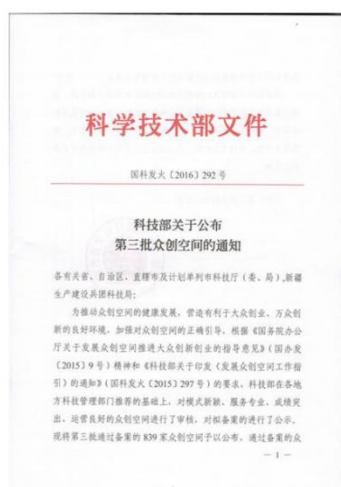 科学技术部文件
国科发火〔2016〕292号
科技部关于公布
第三批众创空间的通知
各有关省、自治区、直辖市及计划单列市科技厅（委、局），新疆
生产建设兵团科技局：
为推动众创空间的健康发展，营造有利于大众创业、万众创
新的良好环境，加强对众创空间的正确引导，根据《国务院办公
厅关于发展众创空间推进大众创新创业的指导意见》（国办发
〔2015〕9号）精神和《科技部关于印发〈发展众创空间工作指
引〉的通知》（国科发火〔2015〕297号）的要求，科技部在各地
方科技管理部门推荐的基础上，对模式新颖、服务专业、成绩突
出、运营良好的众创空间进行了审核，对拟备案的进行了公示。
现将第三批通过备案的839家众创空间予以公布，通过备案的众
— 1 —